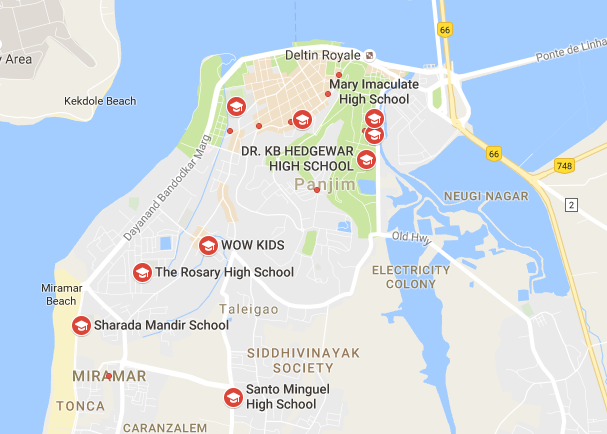 66
Deltin Royale
Ponte de Linha
y Area
Mary Imaculate
High School
Kekdole Beach
DR. KB HEDGEWAR
HIGH SCHOOL
66
748
Panjim
Dayanand Bandodkar Marg
NEUGI NAGAR
2
Old Hwy
WOW KIDS
The Rosary High School
ELECTRICITY
COLONY
Miramar
Beach
Taleigao
Sharada Mandir School
SIDDHIVINAYAK
SOCIETY
MIRAMAR
Santo Minguel
High School
TONCA
CARANZALEM